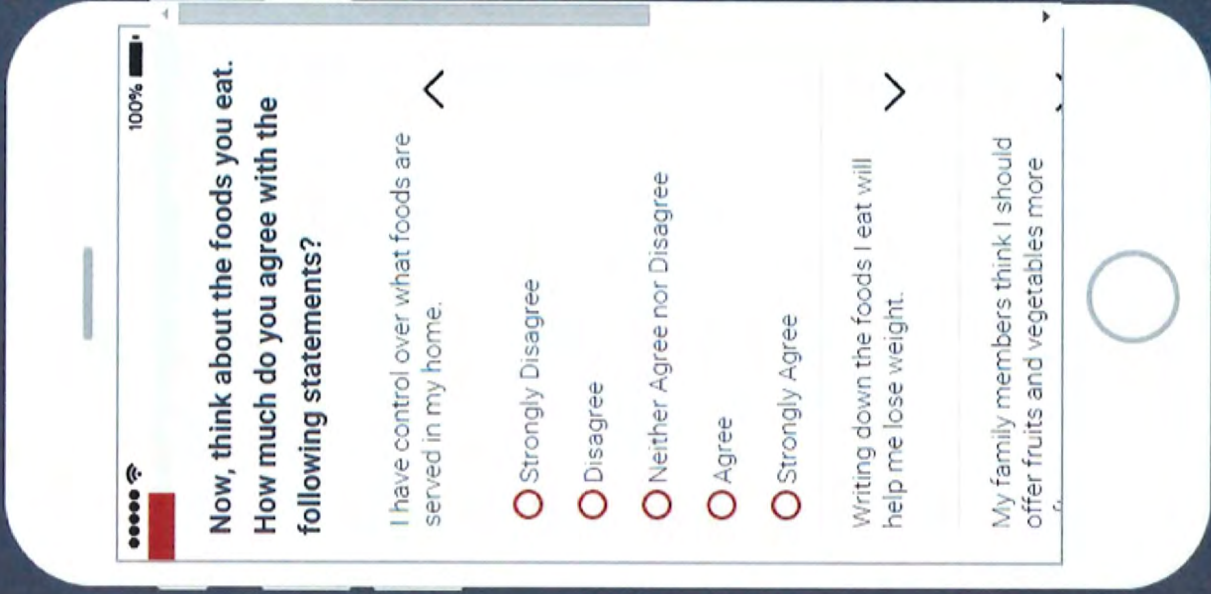 100%
Now, think about the foods you eat.
How much do you agree with the
following statements?
I have control over what foods are
served in my home.
Strongly Disagree
Disagree
Neither Agree nor Disagree
Agree
Strongly Agree
Writing down the foods I eat will
help me lose weight.
My family members think I should
offer fruits and vegetables more